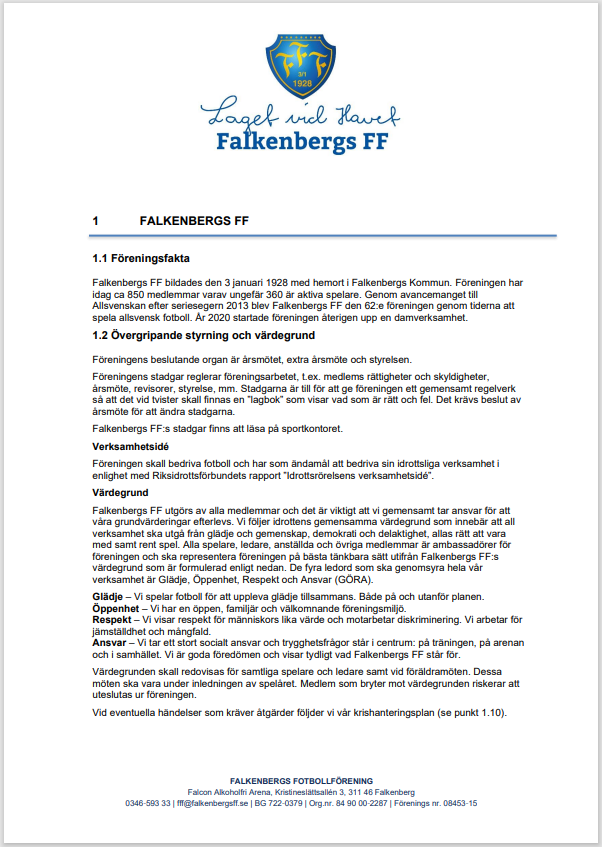 FFF
3/1
1928
Laget vid Havet
Falkenbergs FF
1 FALKENBERGS FF
1.1 Föreningsfakta
Falkenbergs FF bildades den 3 januari 1928 med hemort i Falkenbergs Kommun. Föreningen har
idag ca 850 medlemmar varav ungefär 360 är aktiva spelare. Genom avancemanget till
Allsvenskan efter seriesegern 2013 blev Falkenbergs FF den 62:e föreningen genom tiderna att
spela allsvensk fotboll. År 2020 startade föreningen återigen upp en damverksamhet.
1.2 Övergripande styrning och värdegrund
Föreningens beslutande organ är årsmötet, extra årsmöte och styrelsen.
Föreningens stadgar reglerar föreningsarbetet, t.ex. medlems rättigheter och skyldigheter,
årsmöte, revisorer, styrelse, mm. Stadgarna är till för att ge föreningen ett gemensamt regelverk
så att det vid tvister skall finnas en ”lagbok” som visar vad som är rätt och fel. Det krävs beslut av
årsmöte för att ändra stadgarna.
Falkenbergs FF:s stadgar finns att läsa på sportkontoret.
Verksamhetsidé
Föreningen skall bedriva fotboll och har som ändamål att bedriva sin idrottsliga verksamhet i
enlighet med Riksidrottsförbundets rapport ”Idrottsrörelsens verksamhetsidé”.
Värdegrund
Falkenbergs FF utgörs av alla medlemmar och det är viktigt att vi gemensamt tar ansvar för att
våra grundvärderingar efterlevs. Vi följer idrottens gemensamma värdegrund som innebär att all
verksamhet ska utgå från glädje och gemenskap, demokrati och delaktighet, allas rätt att vara
med samt rent spel. Alla spelare, ledare, anställda och övriga medlemmar är ambassadörer för
föreningen och ska representera föreningen på bästa tänkbara sätt utifrån Falkenbergs FF:s
värdegrund som är formulerad enligt nedan. De fyra ledord som ska genomsyra hela vår
verksamhet är Glädje, Öppenhet, Respekt och Ansvar (GÖRA).
Glädje – Vi spelar fotboll för att uppleva glädje tillsammans. Både på och utanför planen.
Öppenhet – Vi har en öppen, familjär och välkomnande föreningsmiljö.
Respekt – Vi visar respekt för människors lika värde och motarbetar diskriminering. Vi arbetar för
jämställdhet och mångfald.
Ansvar – Vi tar ett stort socialt ansvar och trygghetsfrågor står i centrum: på träningen, på arenan
och i samhället. Vi är goda föredömen och visar tydligt vad Falkenbergs FF står för.
Värdegrunden skall redovisas för samtliga spelare och ledare samt vid föräldramöten. Dessa
möten ska vara under inledningen av spelåret. Medlem som bryter mot värdegrunden riskerar att
uteslutas ur föreningen.
Vid eventuella händelser som kräver åtgärder följder vi vår krishanteringsplan (se punkt 1.10).
FALKENBERGS FOTBOLLFÖRENING
Falcon Alkoholfri Arena, Kristineslättsallén 3, 311 46 Falkenberg
0346-593 33 | fff@falkenbergsff.se | BG 722-0379 | Org.nr. 84 90 00-2287 | Förenings nr. 08453-15